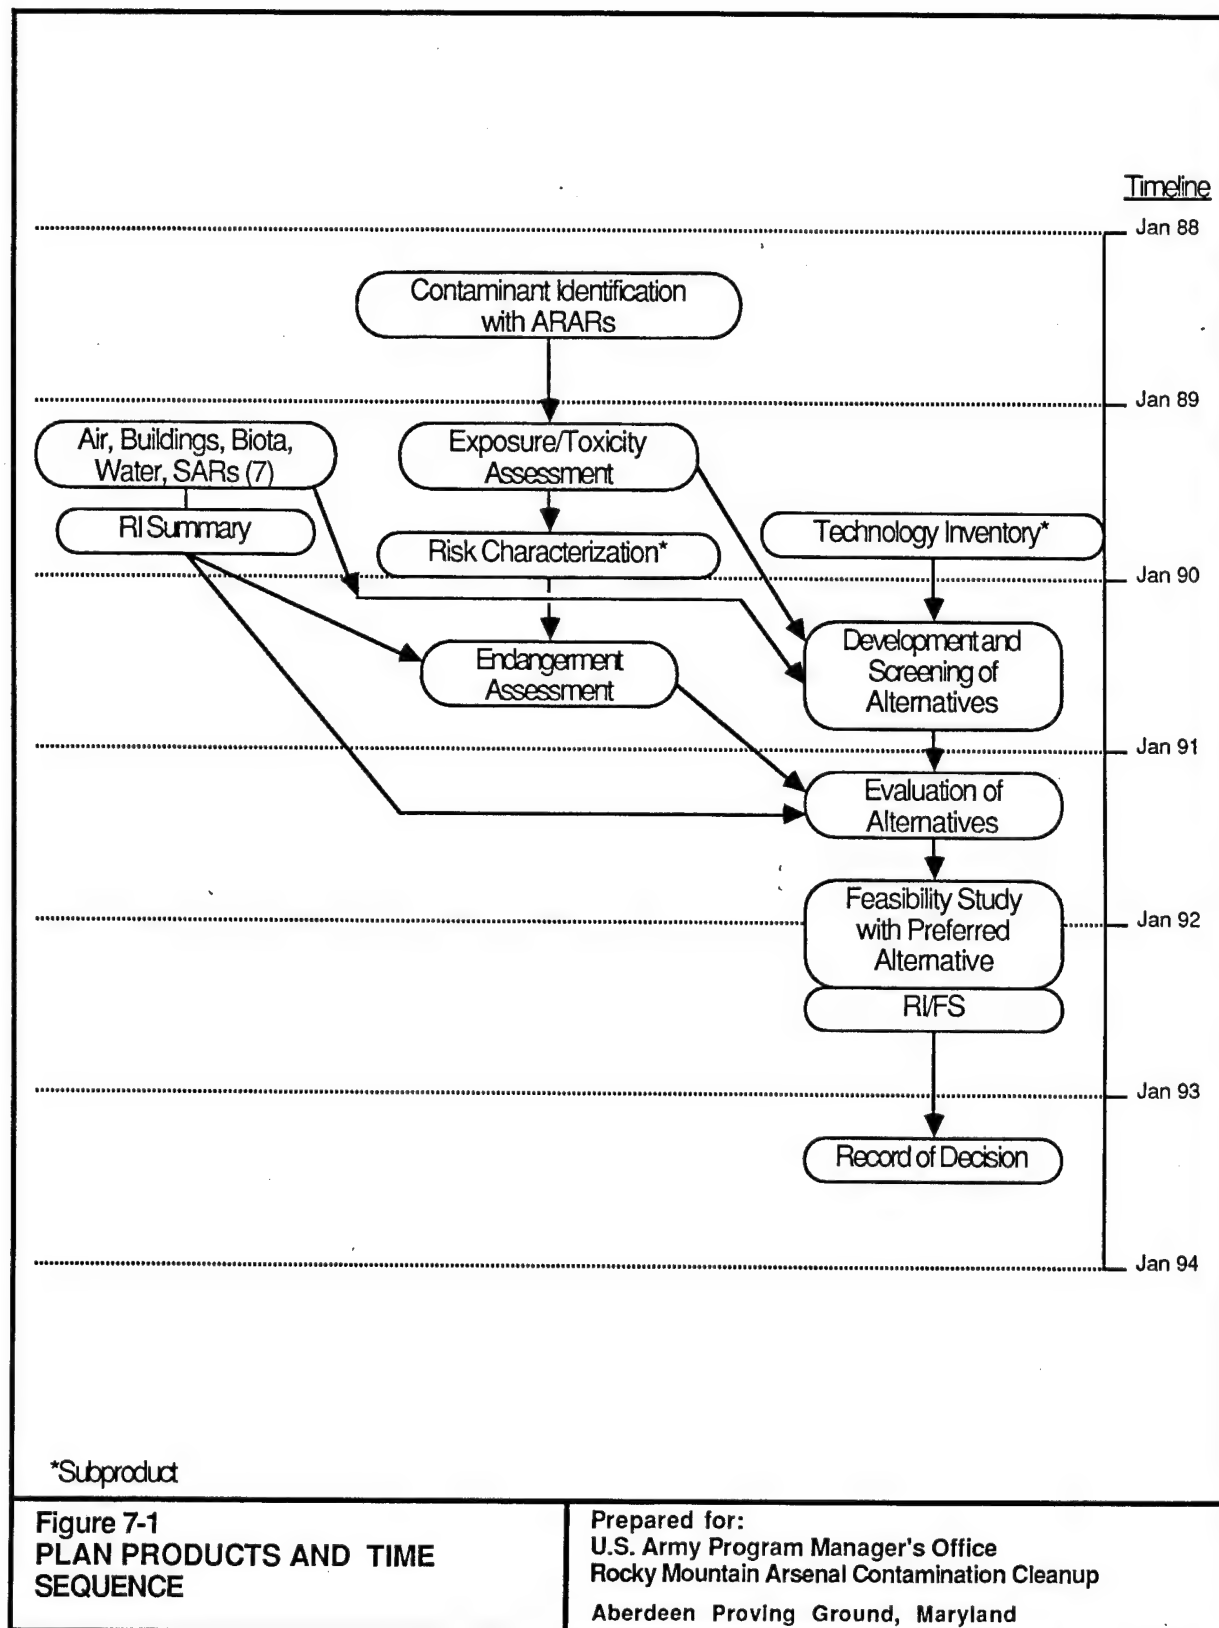 Timeline
Jan 88
Contaminant Identification
with ARARs
Jan 89
Air, Buildings, Biota,
Water, SARs (7)
Exposure/Toxicity
Assessment
RI Summary
Technology Inventory*
Risk Characterization*
Jan 90
Development and
Screening of
Alternatives
Endangerment
Assessment
Jan 91
Evaluation of
Alternatives
Feasibility Study
with Preferred
Alternative
Jan 92
RI/FS
Jan 93
Record of Decision
Jan 94
*Subproduct
Figure 7-1
PLAN PRODUCTS AND TIME
SEQUENCE
Prepared for:
U.S. Army Program Manager's Office
Rocky Mountain Arsenal Contamination Cleanup
Aberdeen Proving Ground, Maryland